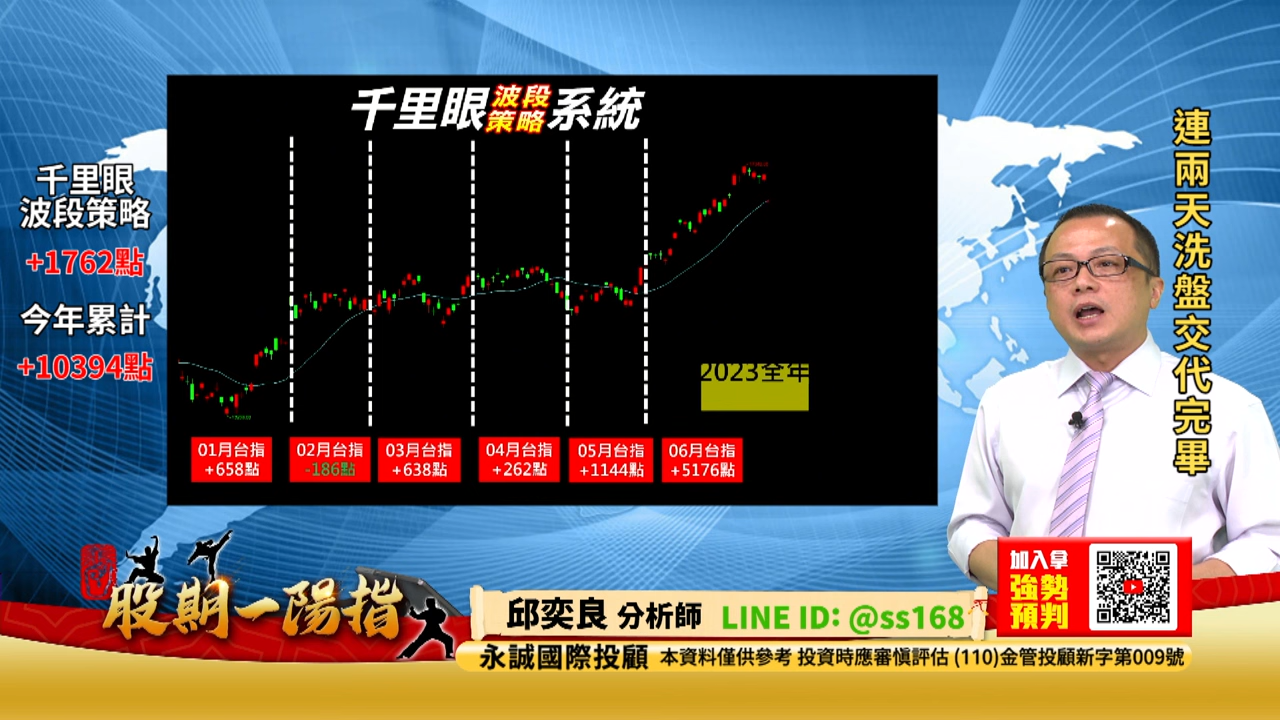 千里眼波段策略系統
千里眼
波段策略
+1762點
今年累計
+10394點
2023全年
01月台指
+658點
02月台指
-186點
03月台指
+638點
04月台指
+262點
05月台指
+1144點
06月台指
+5176點
連兩天洗盤交代完畢
股期一陽指
加入拿
強勢
預判
邱奕良 分析師 LINE ID: @ss168
永誠國際投顧 本資料僅供參考 投資時應審慎評估 (110)金管投顧新字第009號